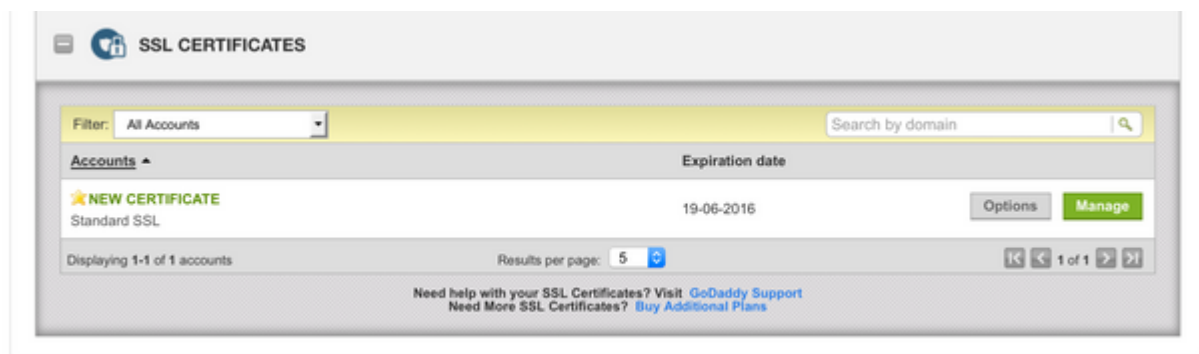 SSL CERTIFICATES
Filter: All Accounts Search by domain
Accounts Expiration date
NEW CERTIFICATE
Standard SSL
19-06-2016 Options Manage
Displaying 1-1 of 1 accounts Results per page: 5 1 of 1
Need help with your SSL Certificates? Visit GoDaddy Support
Need More SSL Certificates? Buy Additional Plans